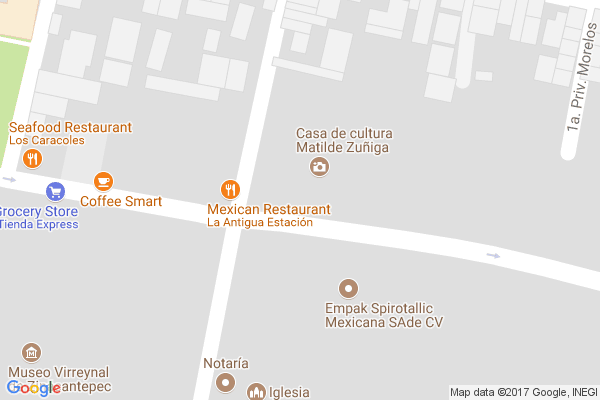 1a. Priv. Morelos
Seafood Restaurant
Los Caracoles
Casa de cultura
Matilde Zuñiga
Coffee Smart
Grocery Store
Tienda Express
Mexican Restaurant
La Antigua Estación
Empak Spirotallic
Mexicana SAde CV
Museo Virreynal
Notaría
Iglesia
Google
Map data ©2017 Google, INEGI